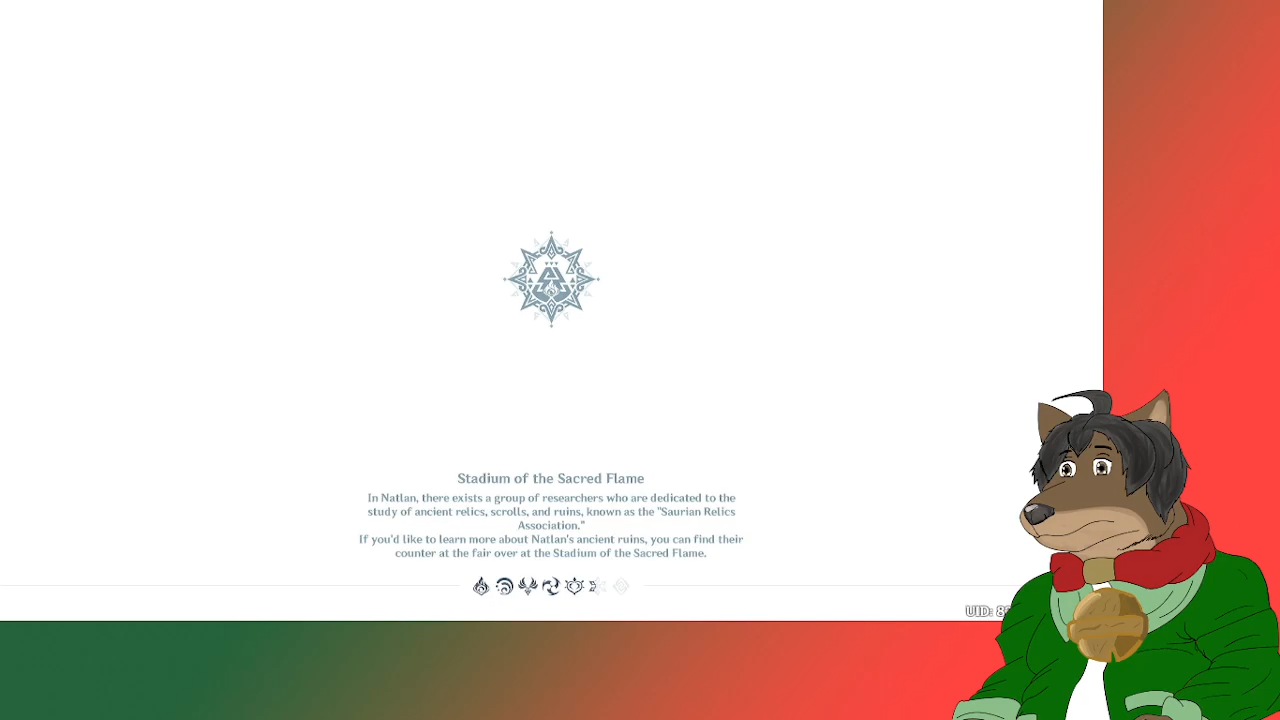 Stadium of the Sacred Flame
In Natlan, there exists a group of researchers who are dedicated to the
study of ancient relics, scrolls, and ruins, known as the "Saurian Relics
Association."
If you'd like to learn more about Natlan's ancient ruins, you can find their
counter at the fair over at the Stadium of the Sacred Flame.
UID: 8